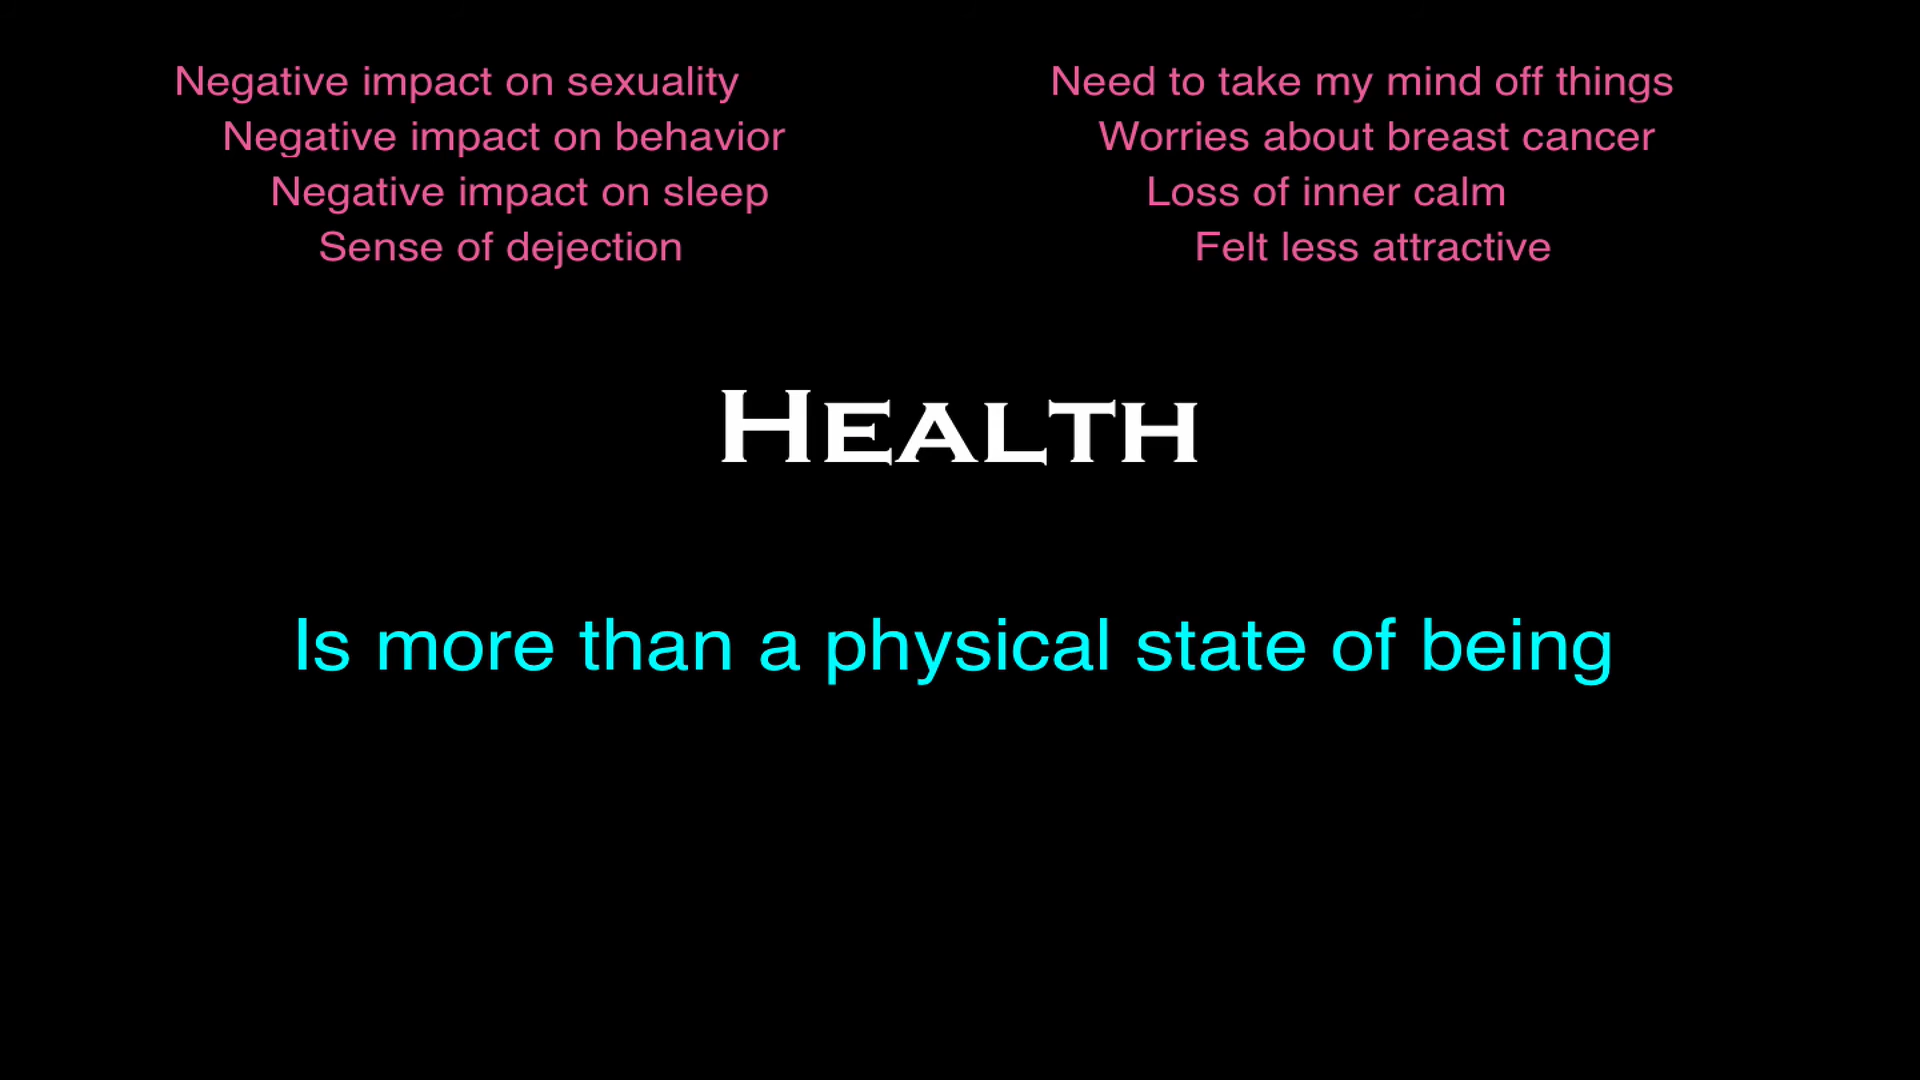 Negative impact on sexuality
Negative impact on behavior
Negative impact on sleep
Sense of dejection
Need to take my mind off things
Worries about breast cancer
Loss of inner calm
Felt less attractive
HEALTH
Is more than a physical state of being